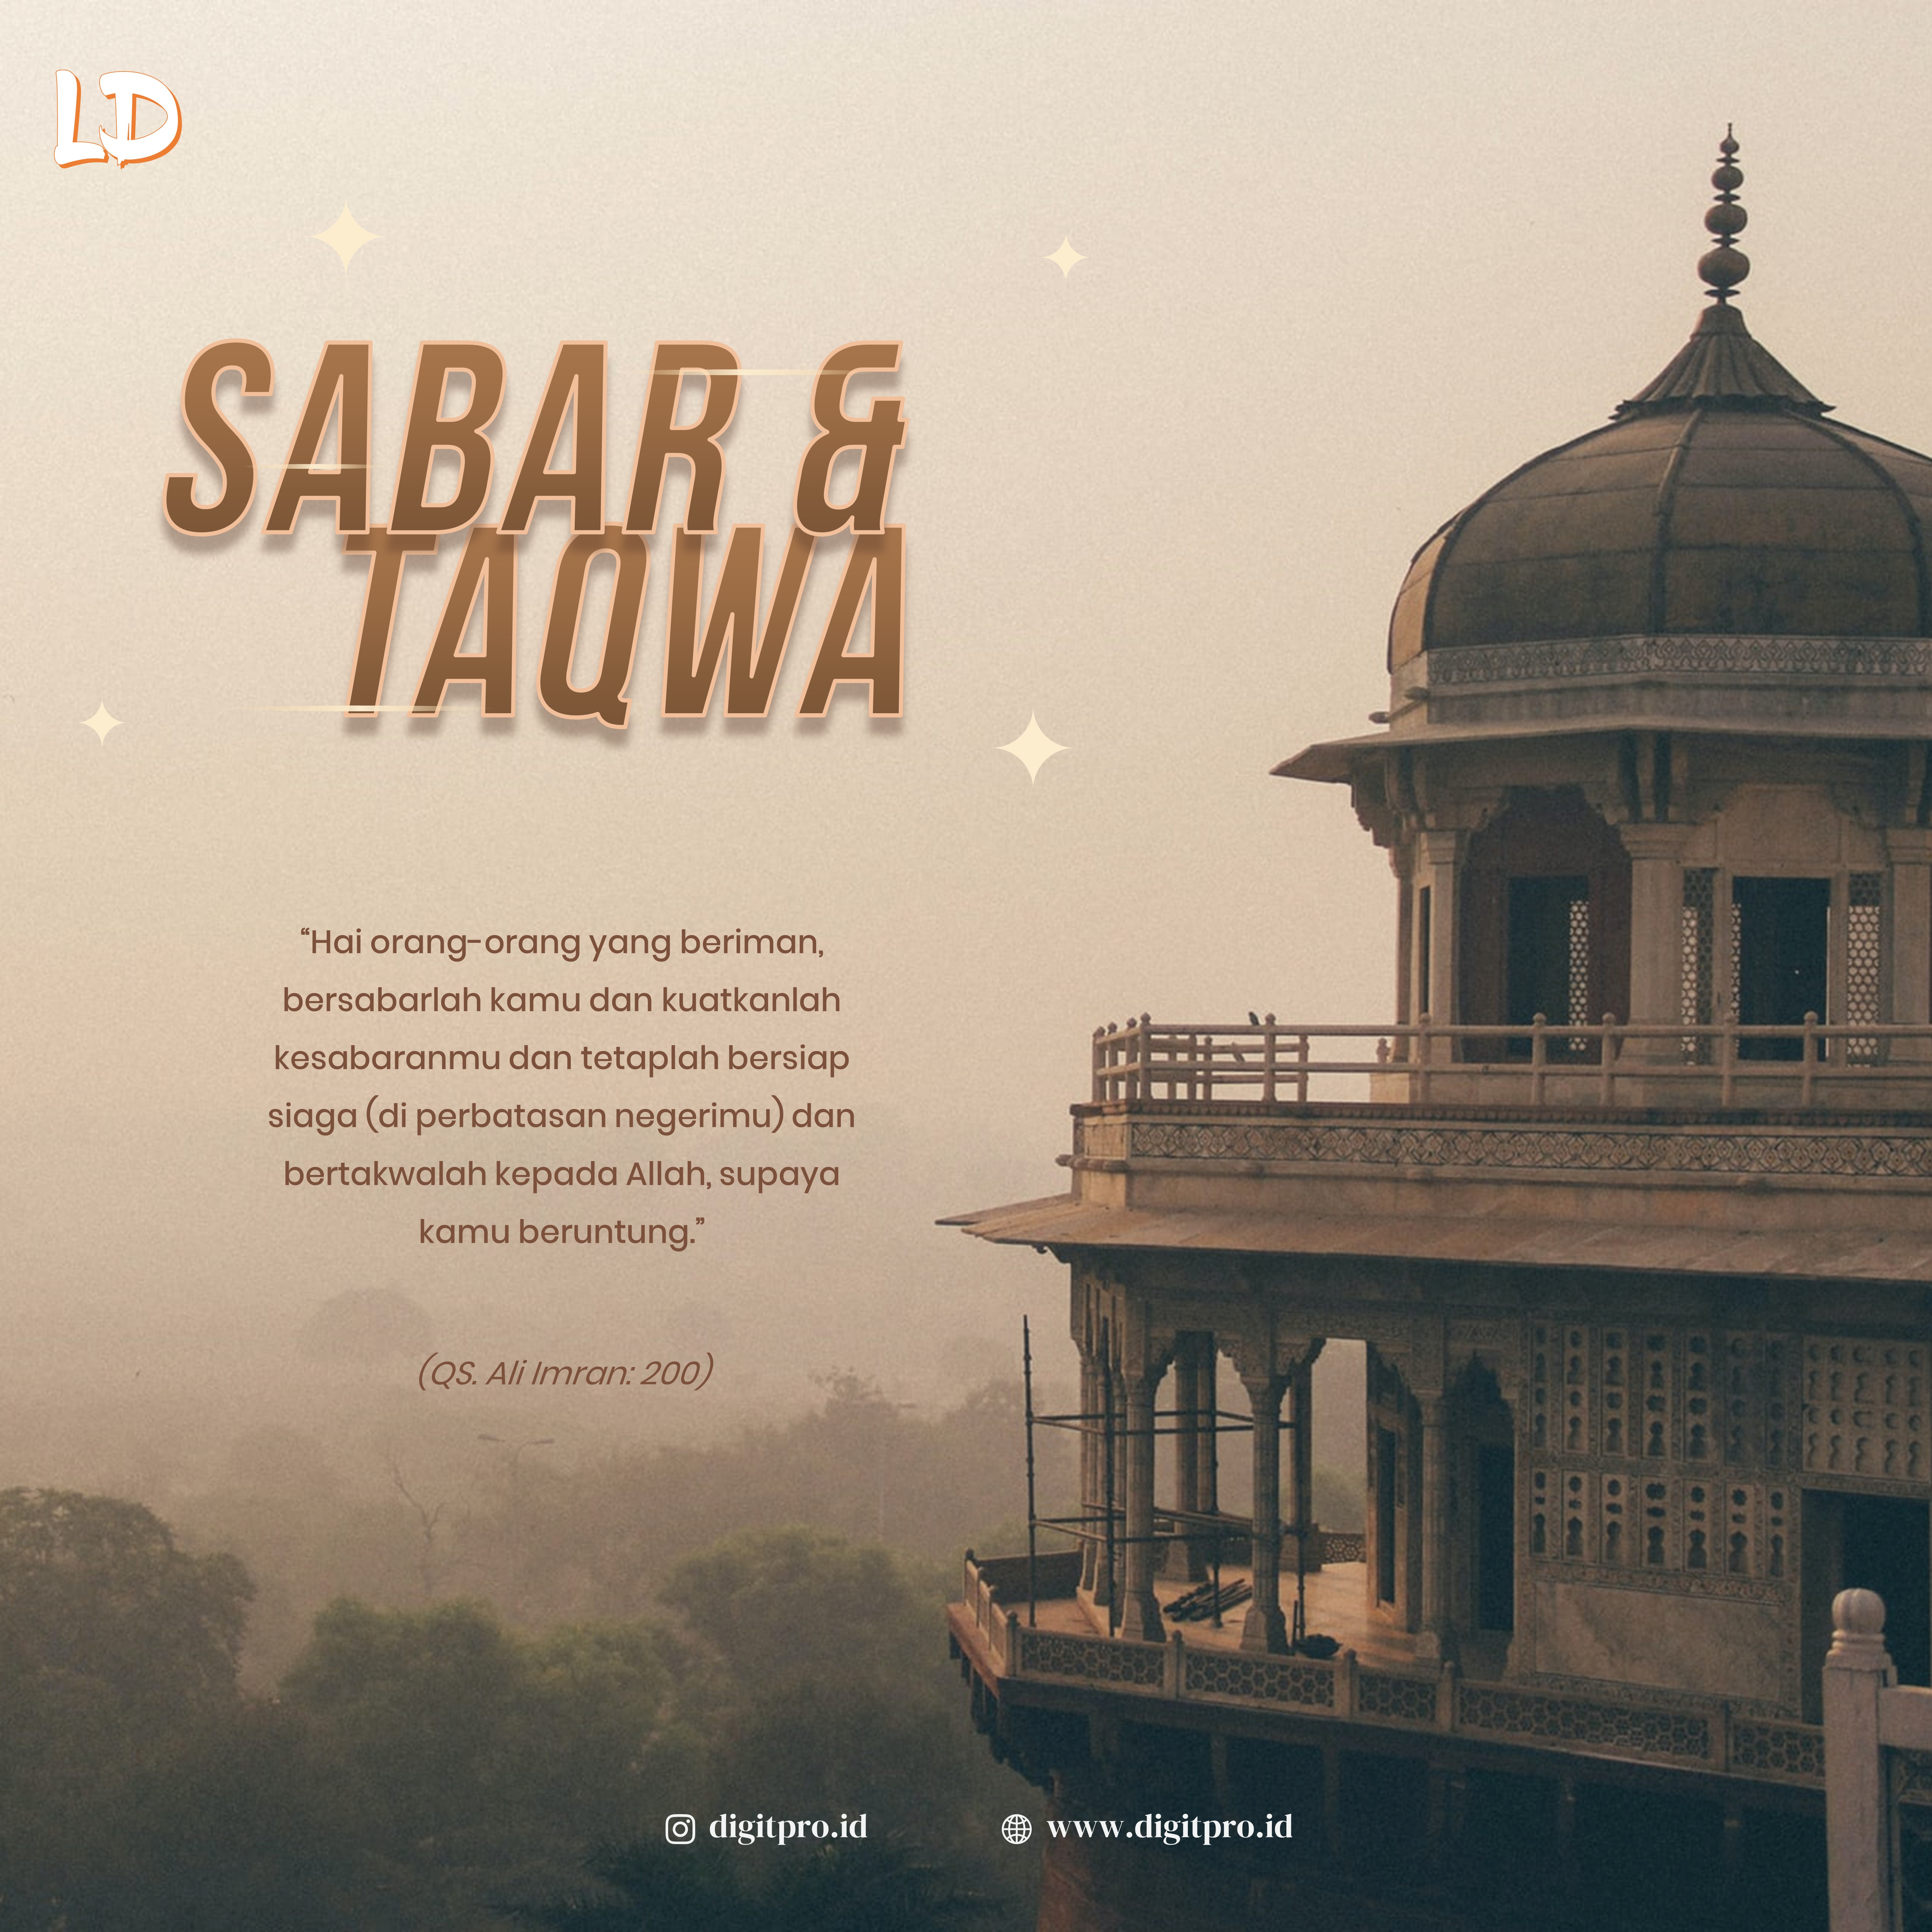 LD
SABAR &
TAQWA
“Hai orang-orang yang beriman,
bersabarlah kamu dan kuatkanlah
kesabaranmu dan tetaplah bersiap
siaga (di perbatasan negerimu) dan
bertakwalah kepada Allah, supaya
kamu beruntung.”
(QS. Ali Imran: 200)
digitpro.id
www.digitpro.id